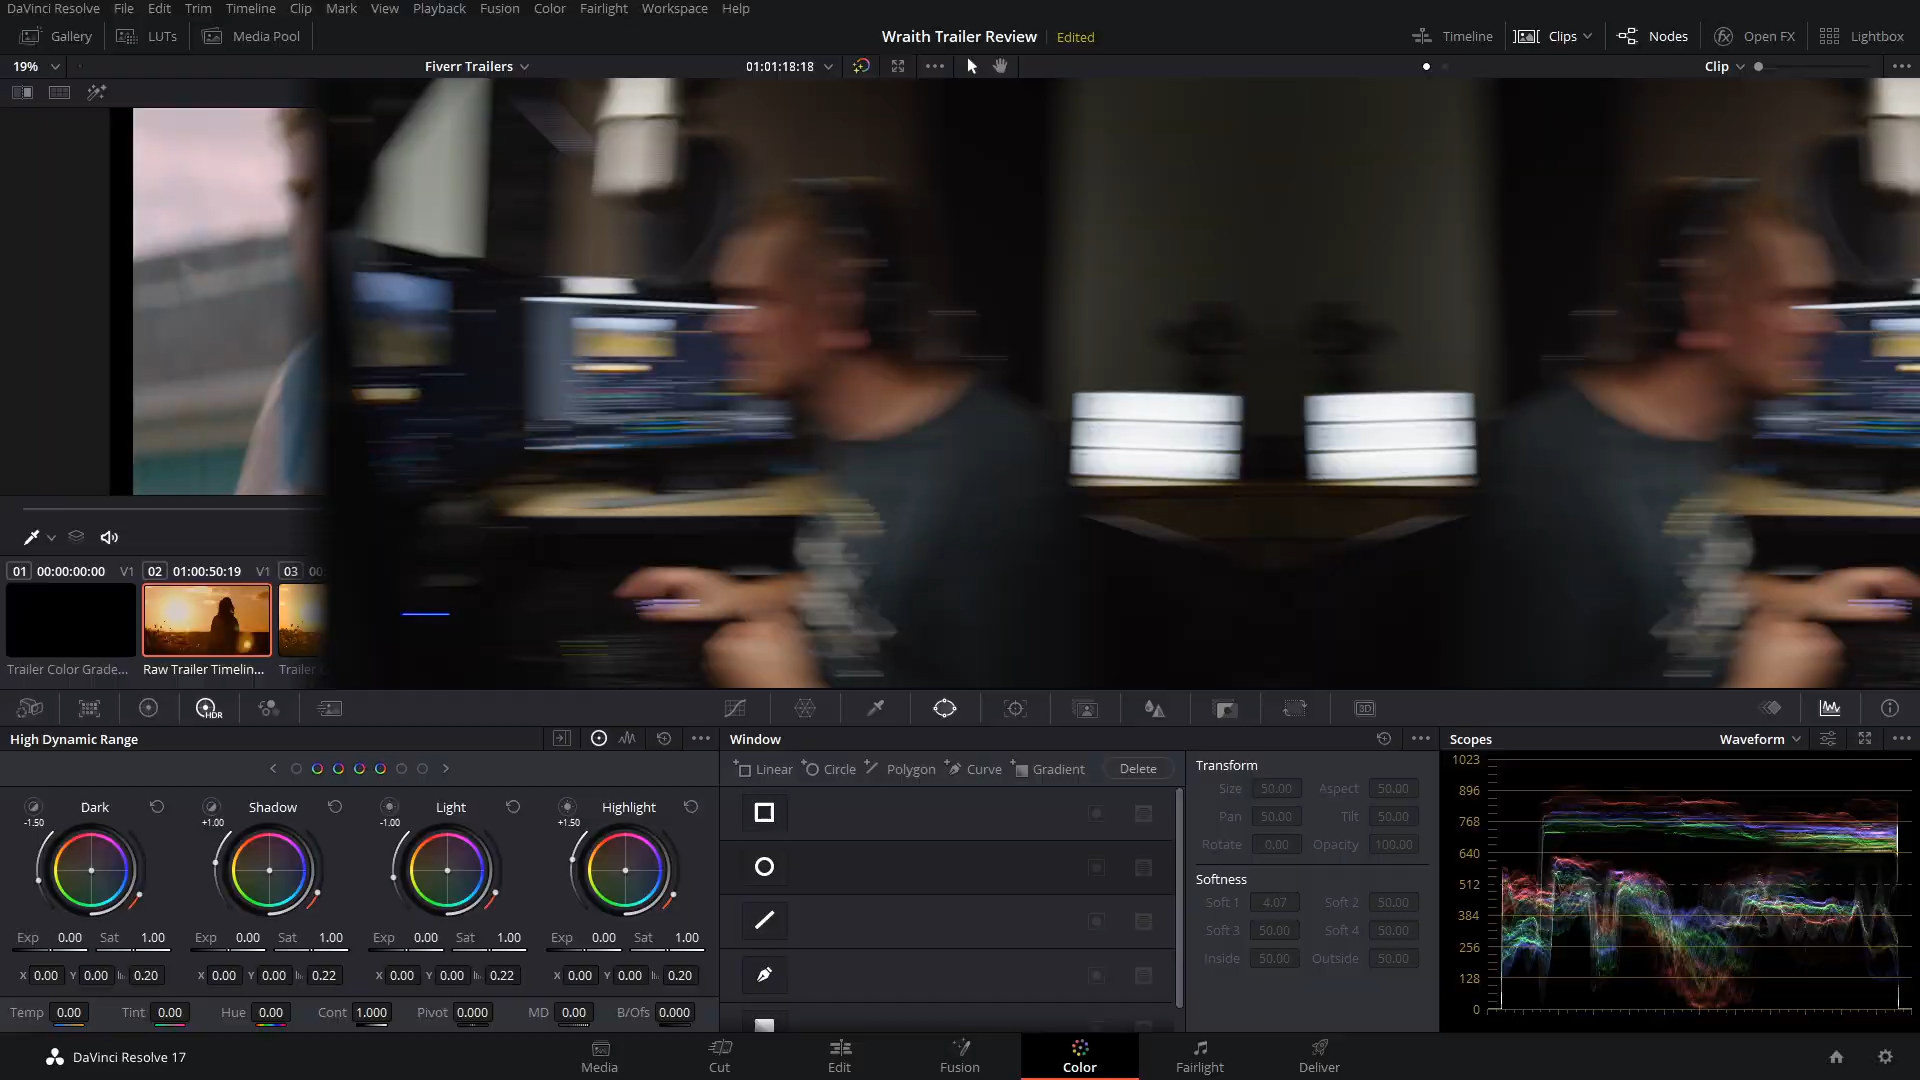 DaVinci Resolve File Edit Trim Timeline Clip Mark View Playback Fusion Color Fairlight Workspace Help
Gallery LUTs Media Pool Wraith Trailer Review Edited Timeline Clips Nodes Open FX Lightbox
19% Fiverr Trailers 01:01:18:18 Clip
01 00:00:00:00 V1 02 01:00:50:19 V1 03 00:
Trailer Color Grade... Raw Trailer Timelin... Trailer
HDR 3D
High Dynamic Range Window Scopes Waveform
Linear Circle Polygon Curve Gradient Delete
Dark Shadow Light Highlight
-1.50 +1.00 -1.00 +1.50
Exp 0.00 Sat 1.00 Exp 0.00 Sat 1.00 Exp 0.00 Sat 1.00 Exp 0.00 Sat 1.00
X 0.00 Y 0.00 0.20 X 0.00 Y 0.00 0.22 X 0.00 Y 0.00 0.22 X 0.00 Y 0.00 0.20
Temp 0.00 Tint 0.00 Hue 0.00 Cont 1.000 Pivot 0.000 MD 0.00 B/Ofs 0.000
Transform
Size 50.00 Aspect 50.00
Pan 50.00 Tilt 50.00
Rotate 0.00 Opacity 100.00
Softness
Soft 1 4.07 Soft 2 50.00
Soft 3 50.00 Soft 4 50.00
Inside 50.00 Outside 50.00
1023
896
768
640
512
384
256
128
0
DaVinci Resolve 17 Media Cut Edit Fusion Color Fairlight Deliver